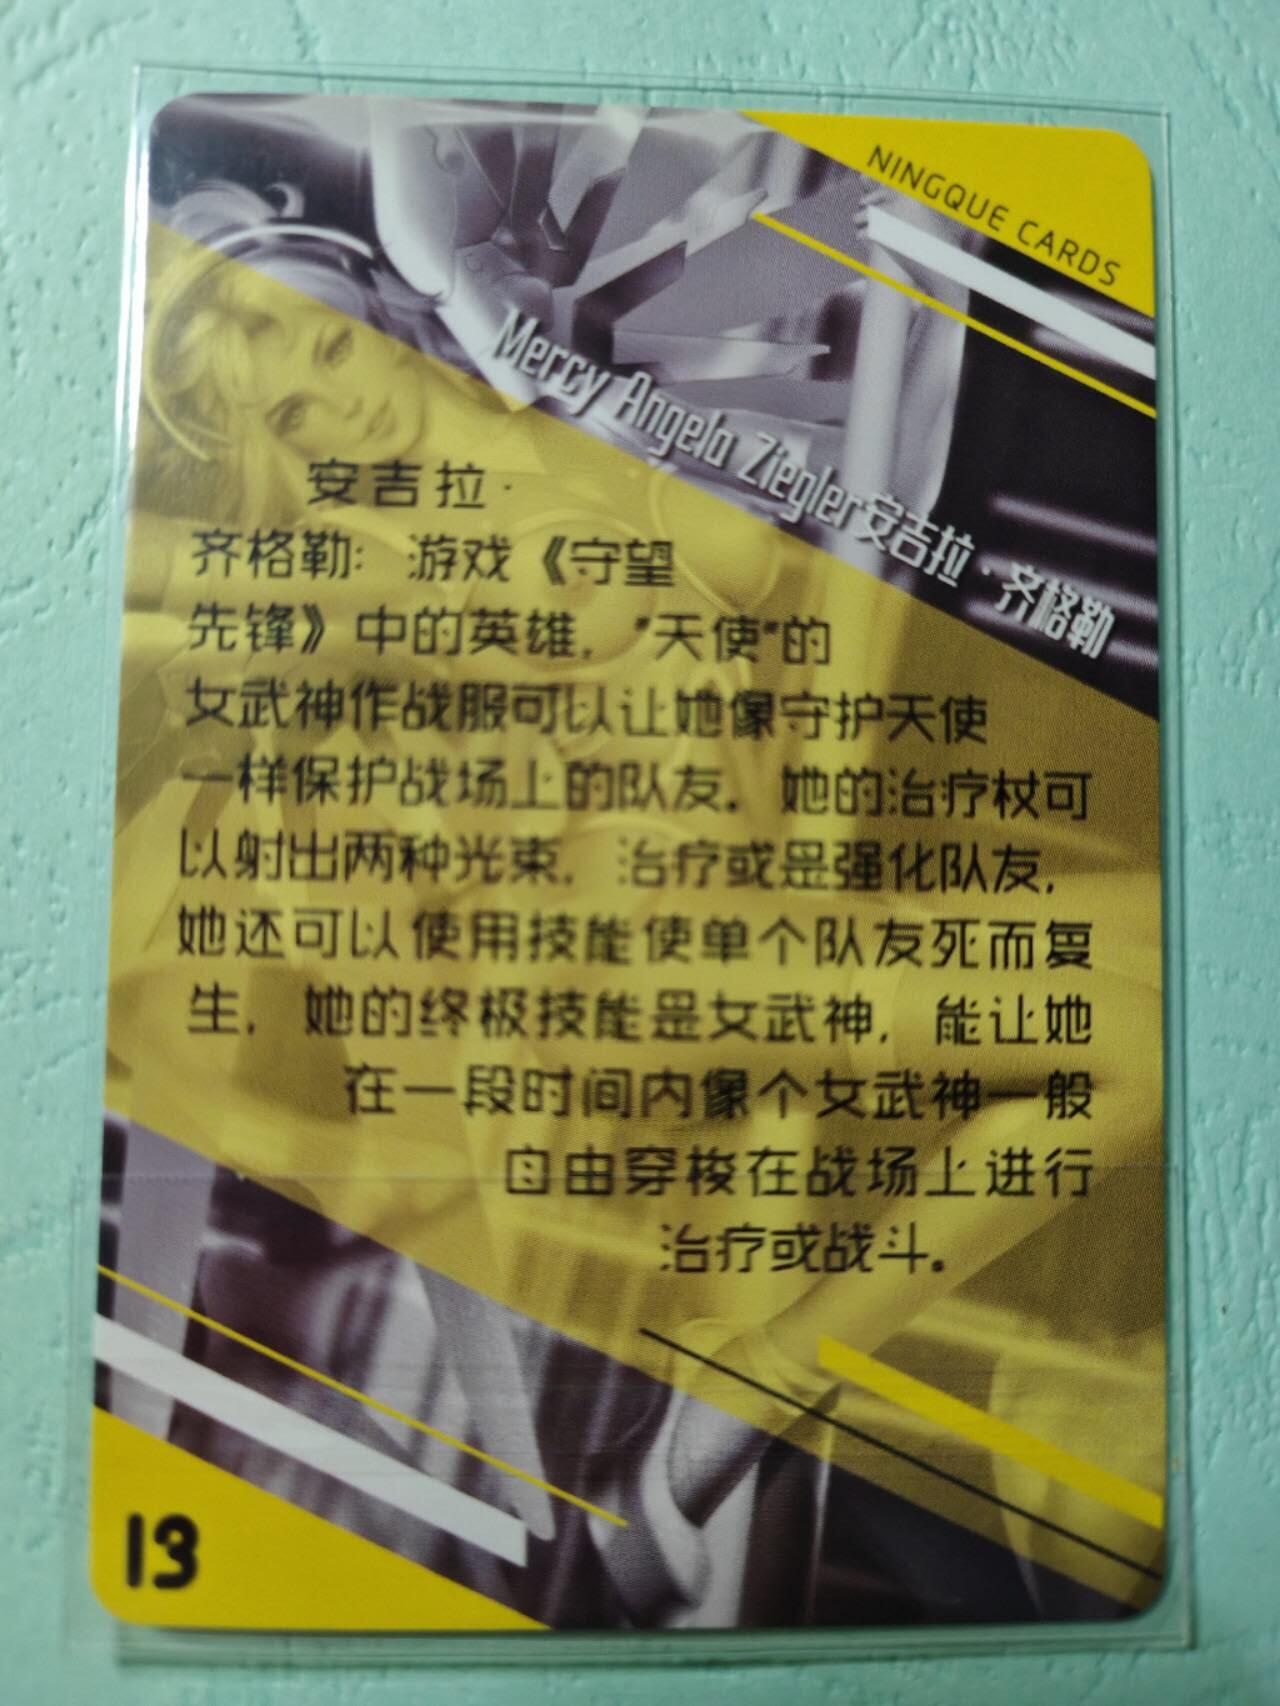 NINGQUE CARDS
Mercy Angela Ziegler安吉拉·齐格勒
安吉拉·
齐格勒：游戏《守望
先锋》中的英雄，"天使"的
女武神作战服可以让她像守护天使
一样保护战场上的队友。她的治疗杖可
以射出两种光束，治疗或是强化队友，
她还可以使用技能使单个队友死而复
生，她的终极技能是女武神，能让她
在一段时间内像个女武神一般
自由穿梭在战场上进行
治疗或战斗。
13